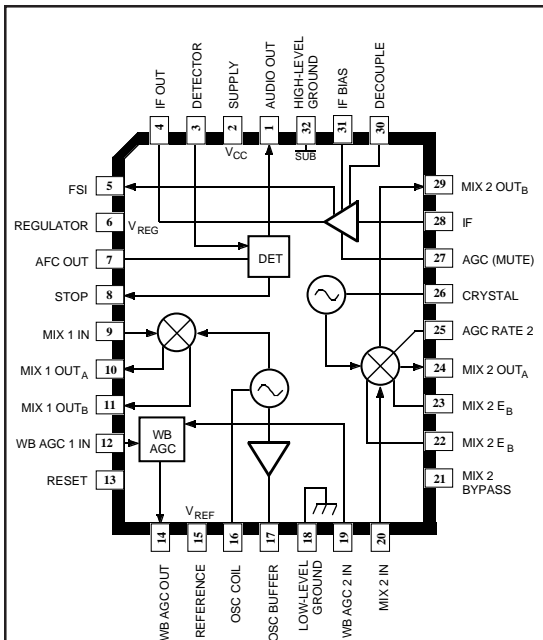 IF OUT
DETECTOR
SUPPLY
AUDIO OUT
HIGH-LEVEL
GROUND
IF BIAS
DECOUPLE
4
3
2
1
32
31
30
VCC
SUB
FSI
5
REGULATOR
6
VREG
AFC OUT
7
STOP
8
MIX 1 IN
9
MIX 1 OUTA
10
MIX 1 OUTB
11
WB AGC 1 IN
12
RESET
13
DET
WB
AGC
VREF
29
MIX 2 OUTB
28
IF
27
AGC (MUTE)
26
CRYSTAL
25
AGC RATE 2
24
MIX 2 OUTA
23
MIX 2 EB
22
MIX 2 EB
21
MIX 2
BYPASS
14
15
16
17
18
19
20
WB AGC OUT
REFERENCE
OSC COIL
OSC BUFFER
LOW-LEVEL
GROUND
WB AGC 2 IN
MIX 2 IN